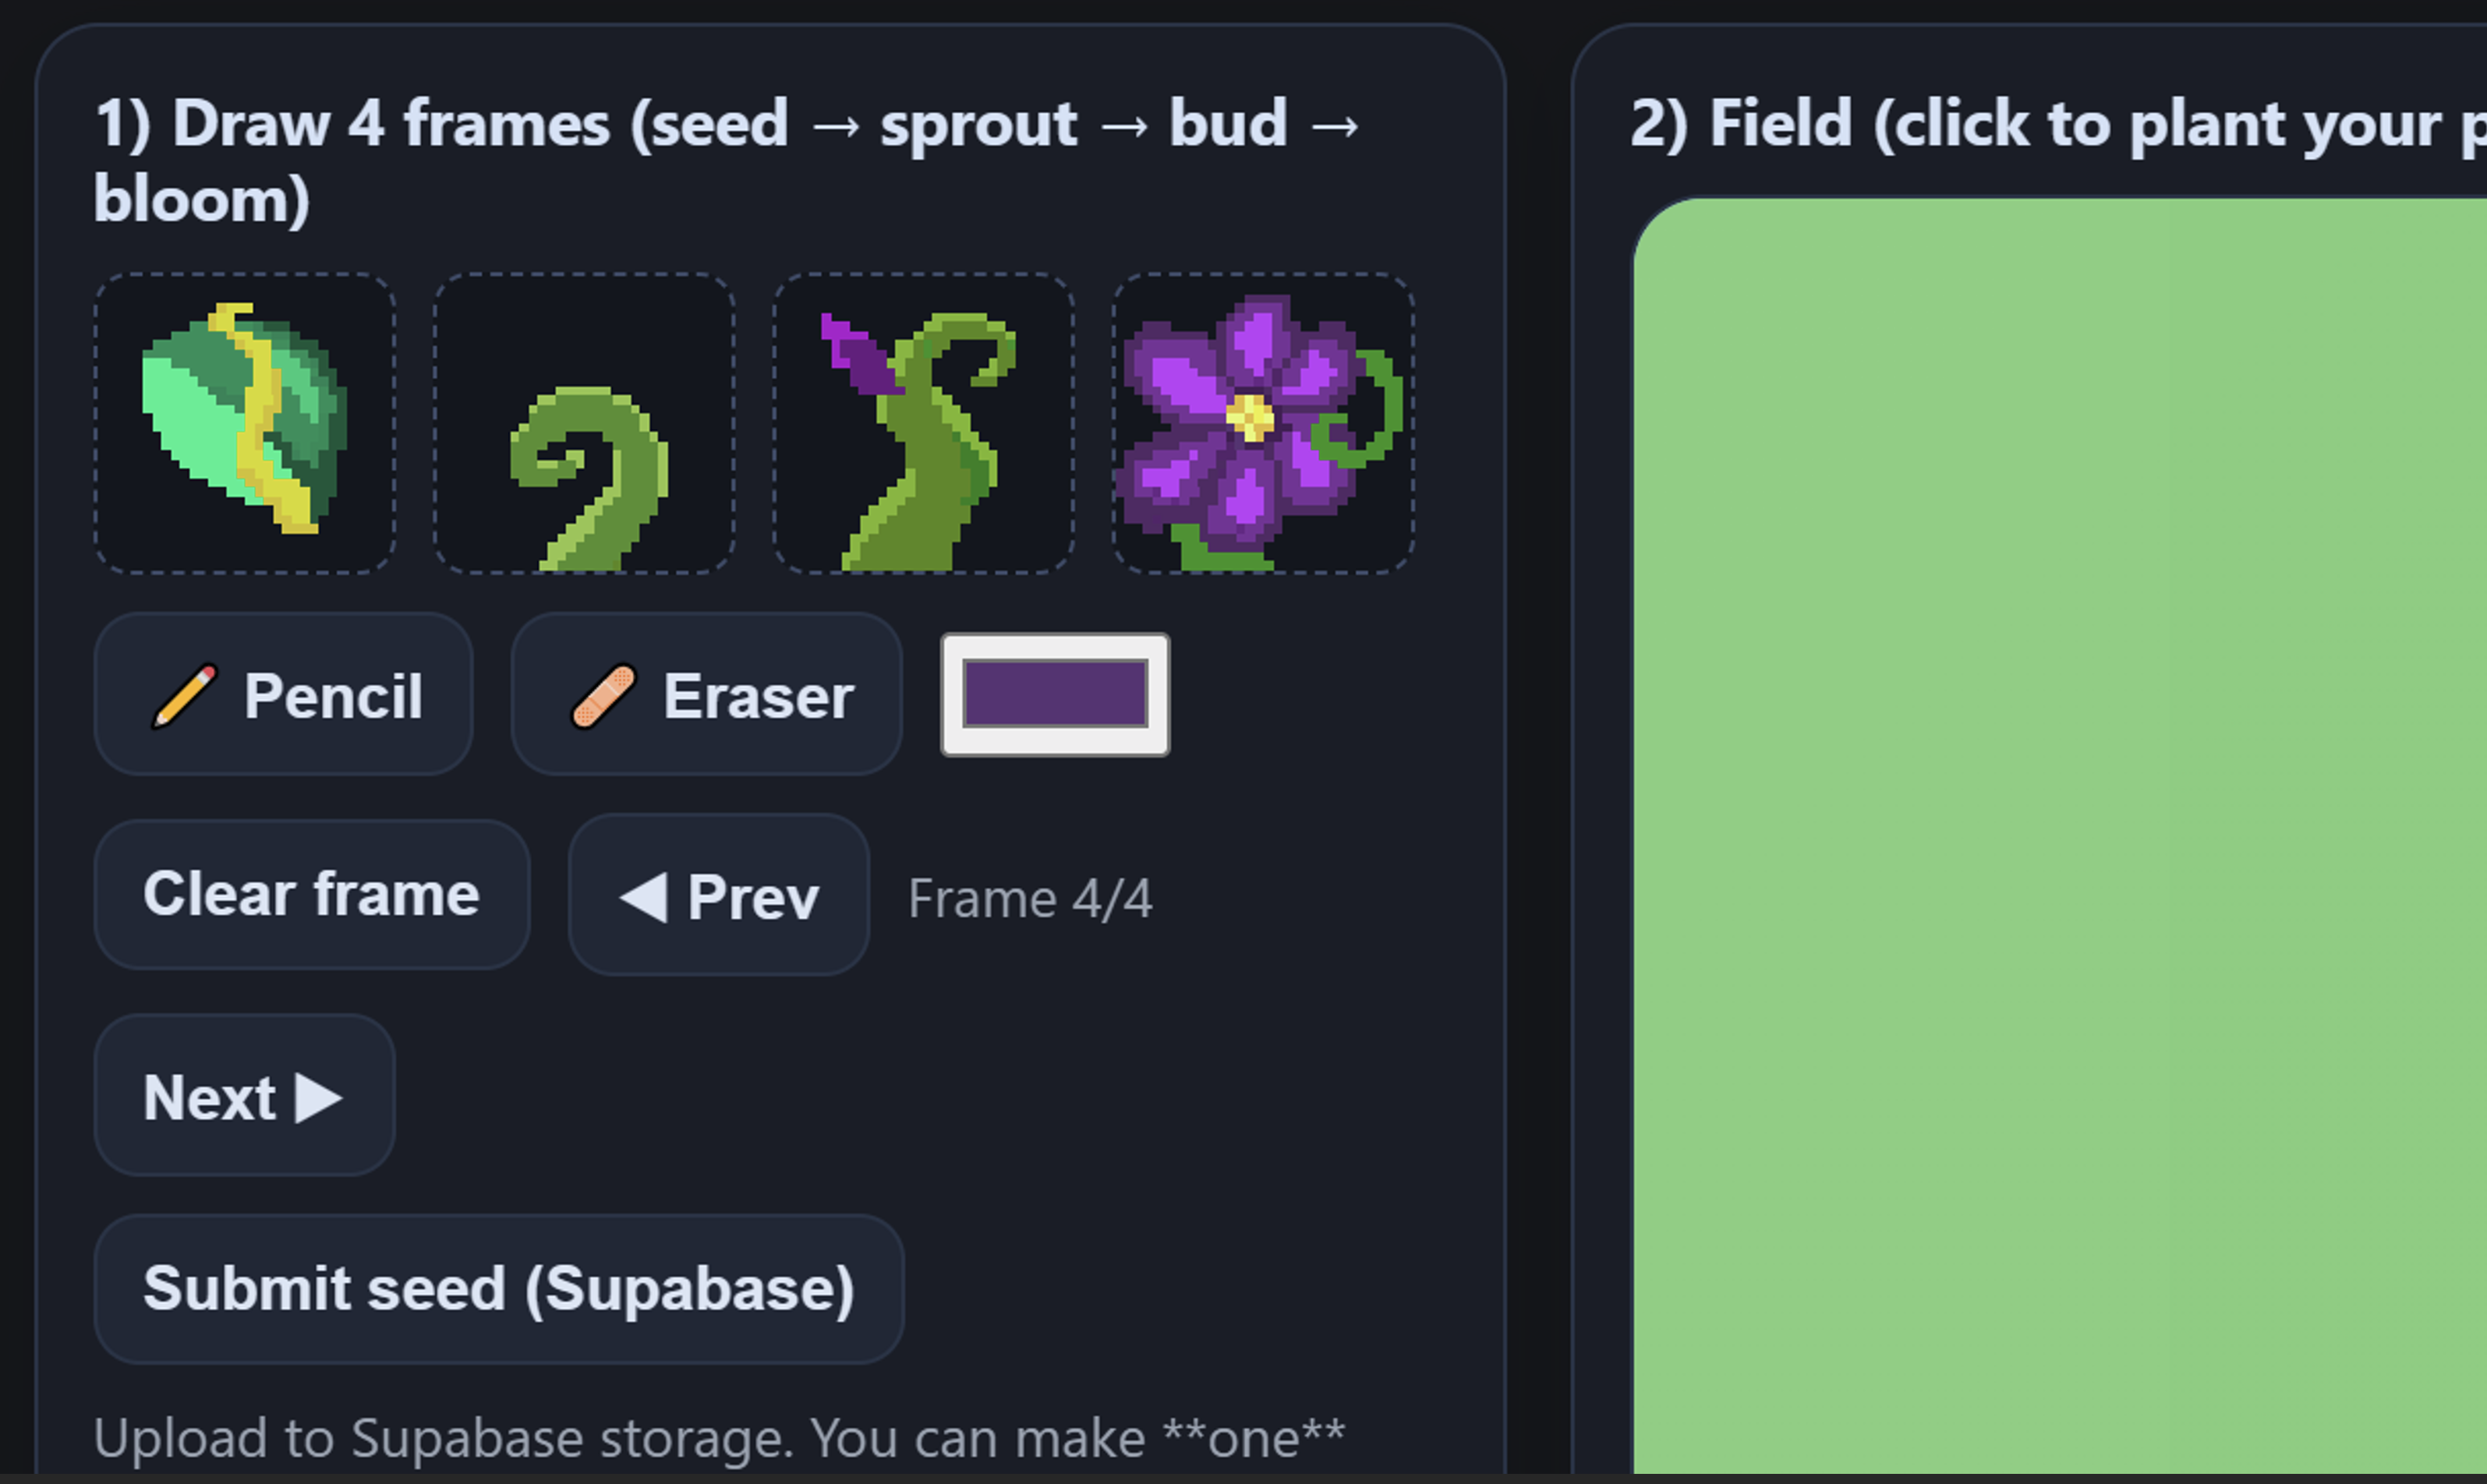 1) Draw 4 frames (seed → sprout → bud →
bloom)
Pencil
Eraser
Clear frame
◀ Prev
Frame 4/4
Next ▶
Submit seed (Supabase)
Upload to Supabase storage. You can make **one**
2) Field (click to plant your